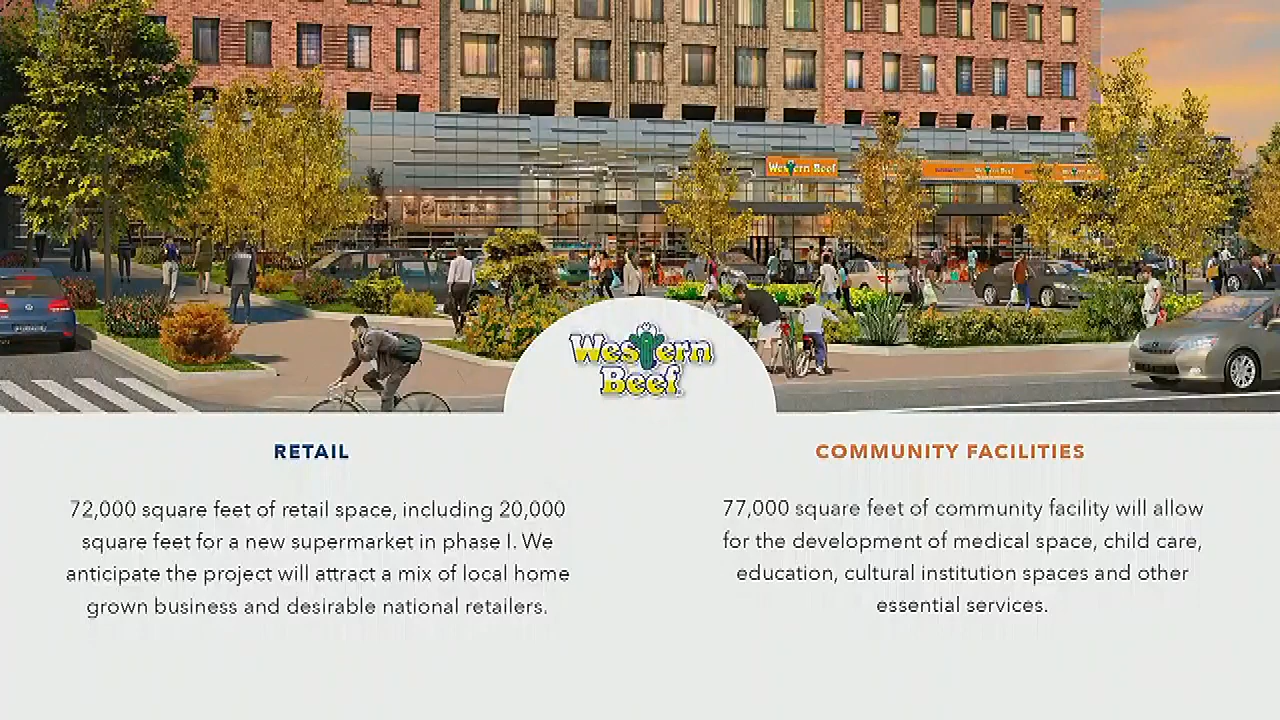 Western Beef
Western Beef
Western
Beef
RETAIL
72,000 square feet of retail space, including 20,000
square feet for a new supermarket in phase I. We
anticipate the project will attract a mix of local home
grown business and desirable national retailers.
COMMUNITY FACILITIES
77,000 square feet of community facility will allow
for the development of medical space, child care,
education, cultural institution spaces and other
essential services.